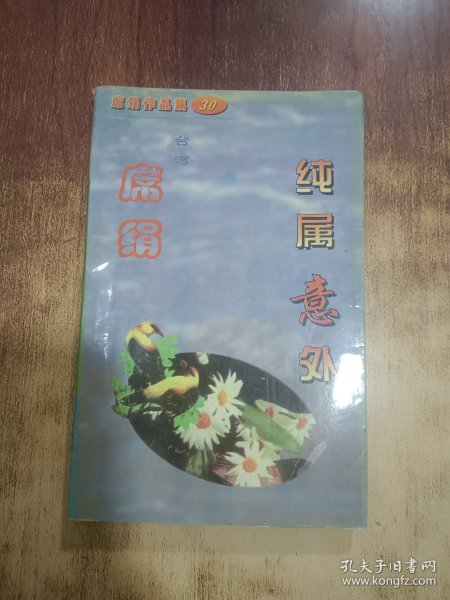 席绢作品集 30
台湾
席绢
纯属意外
孔夫子旧书网
www.kongfz.com